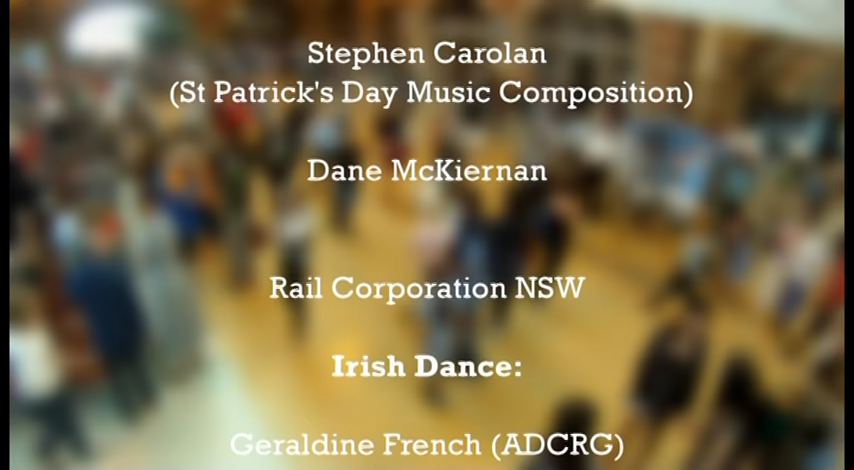 Stephen Carolan
(St Patrick's Day Music Composition)
Dane McKiernan
Rail Corporation NSW
Irish Dance:
Geraldine French (ADCRG)